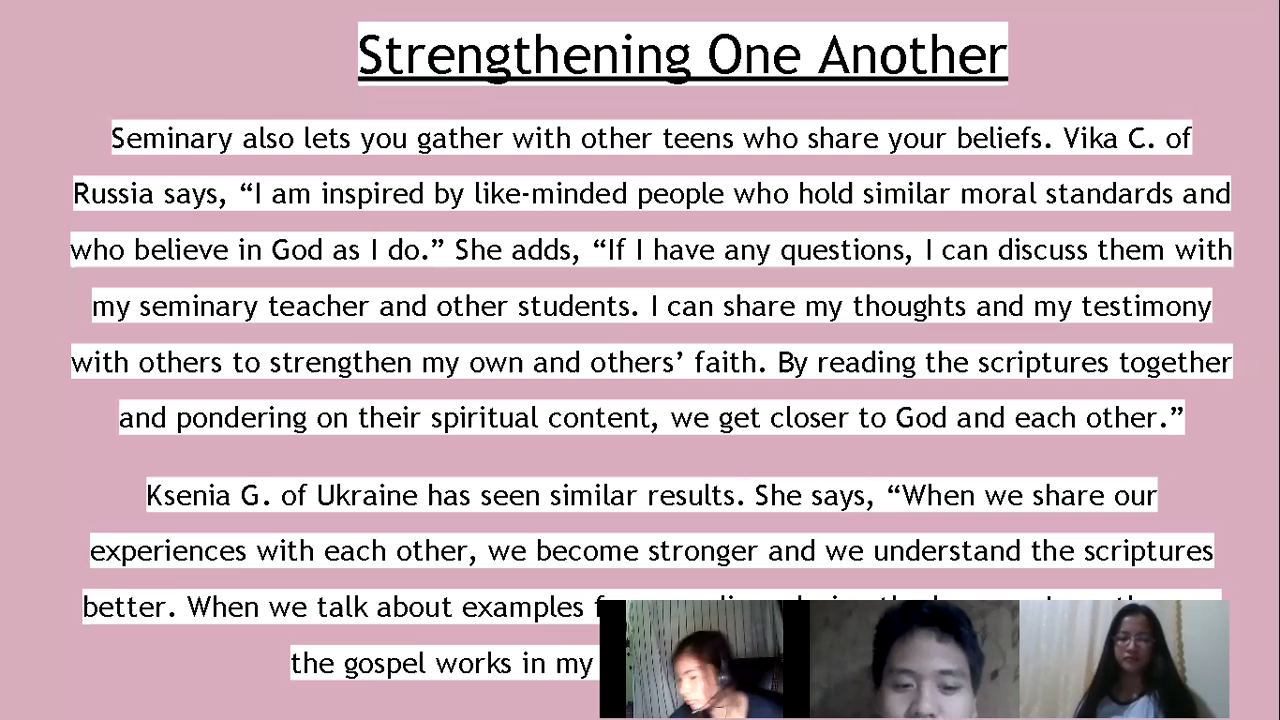 Strengthening One Another
Seminary also lets you gather with other teens who share your beliefs. Vika C. of
Russia says, “I am inspired by like-minded people who hold similar moral standards and
who believe in God as I do.” She adds, “If I have any questions, I can discuss them with
my seminary teacher and other students. I can share my thoughts and my testimony
with others to strengthen my own and others’ faith. By reading the scriptures together
and pondering on their spiritual content, we get closer to God and each other.”
Ksenia G. of Ukraine has seen similar results. She says, “When we share our
experiences with each other, we become stronger and we understand the scriptures
better. When we talk about examples
the gospel works in my